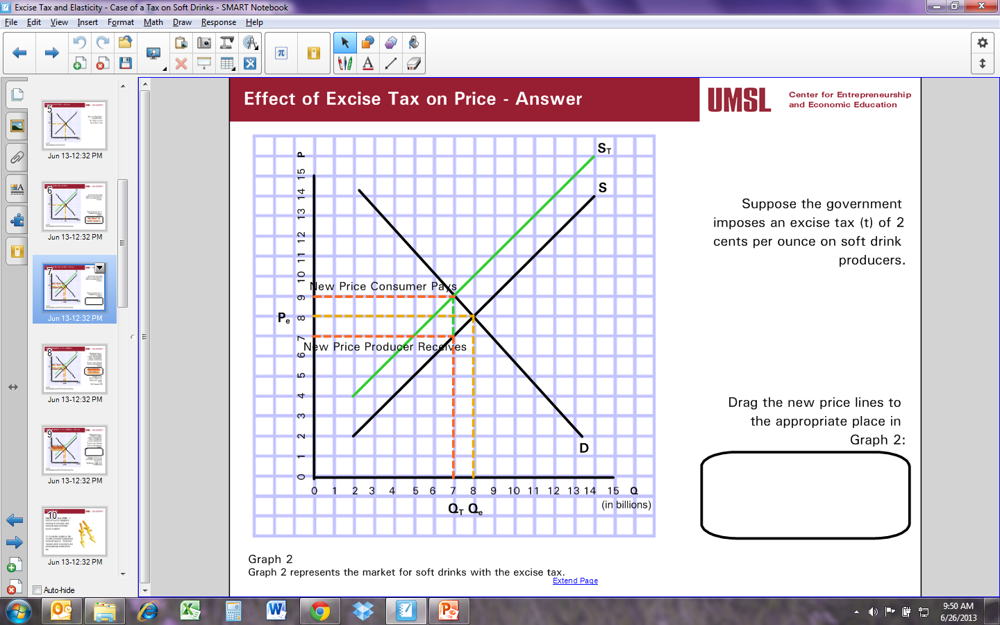 Excise Tax and Elasticity - Case of a Tax on Soft Drinks - SMART Notebook
File Edit View Insert Format Math Draw Response Help
5
Jun 13-12:32 PM
6
Jun 13-12:32 PM
7
Jun 13-12:32 PM
8
Jun 13-12:32 PM
9
Jun 13-12:32 PM
10
Jun 13-12:32 PM
Auto-hide
Effect of Excise Tax on Price - Answer
UMSL
Center for Entrepreneurship
and Economic Education
P
15
14
13
12
11
10
9
8
7
6
5
4
3
2
1
0
Pe
ST
S
D
New Price Consumer Pays
New Price Producer Receives
0 1 2 3 4 5 6 7 8 9 10 11 12 13 14 15 Q
(in billions)
QT Qe
Suppose the government
imposes an excise tax (t) of 2
cents per ounce on soft drink
producers.
Drag the new price lines to
the appropriate place in
Graph 2:
Graph 2
Graph 2 represents the market for soft drinks with the excise tax.
Extend Page
9:50 AM
6/26/2013